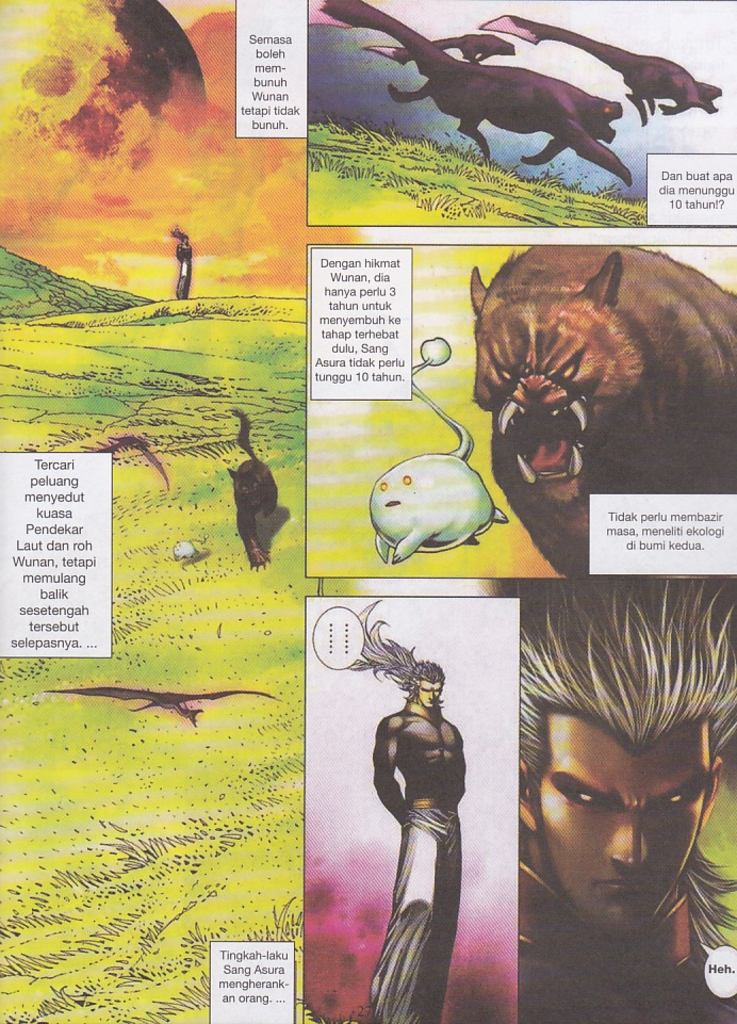 Semasa
boleh
mem-
bunuh
Wunan
tetapi tidak
bunuh.
Dan buat apa
dia menunggu
10 tahun!?
Dengan hikmat
Wunan, dia
hanya perlu 3
tahun untuk
menyembuh ke
tahap terhebat
dulu, Sang
Asura tidak perlu
tunggu 10 tahun.
Tidak perlu membazir
masa, meneliti ekologi
di bumi kedua.
Tercari
peluang
menyedut
kuasa
Pendekar
Laut dan roh
Wunan, tetapi
memulang
balik
sesetengah
tersebut
selepasnya. ...
Tingkah-laku
Sang Asura
mengherank-
an orang. ...
......
Heh.
27